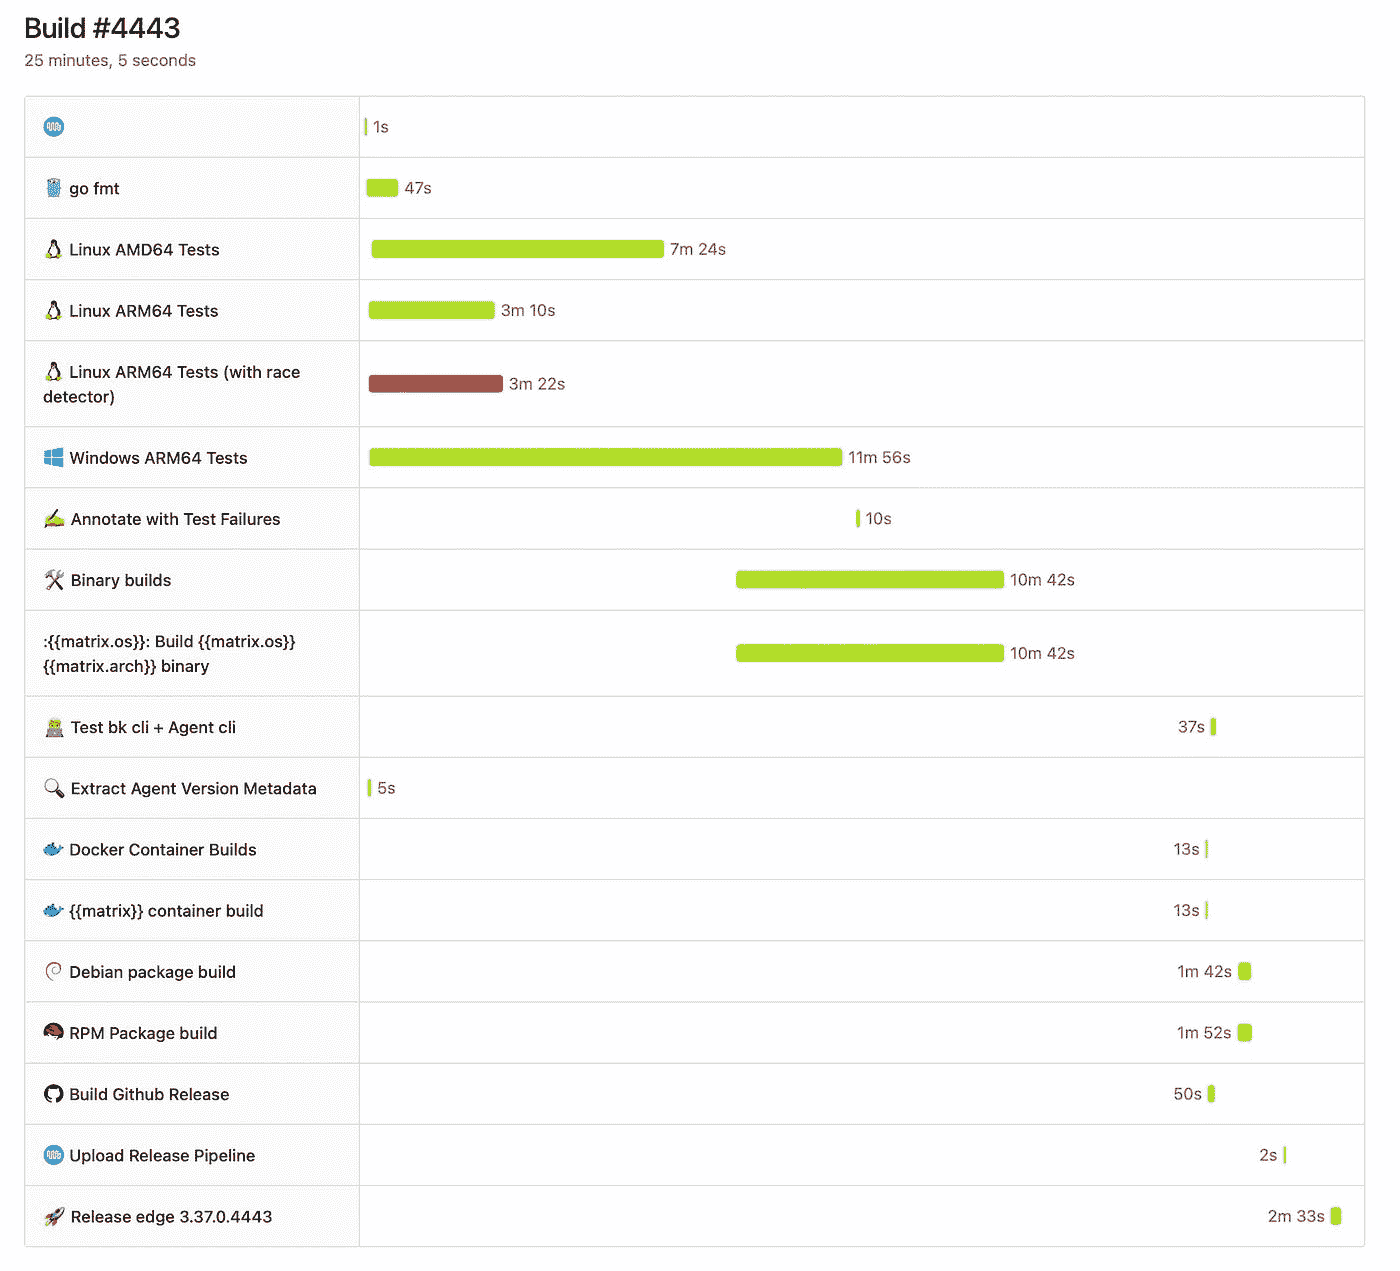 Build #4443
25 minutes, 5 seconds
1s
go fmt
47s
Linux AMD64 Tests
7m 24s
Linux ARM64 Tests
3m 10s
Linux ARM64 Tests (with race
detector)
3m 22s
Windows ARM64 Tests
11m 56s
Annotate with Test Failures
10s
Binary builds
10m 42s
:{{matrix.os}}: Build {{matrix.os}}
{{matrix.arch}} binary
10m 42s
Test bk cli + Agent cli
37s
Extract Agent Version Metadata
5s
Docker Container Builds
13s
{{matrix}} container build
13s
Debian package build
1m 42s
RPM Package build
1m 52s
Build Github Release
50s
Upload Release Pipeline
2s
Release edge 3.37.0.4443
2m 33s